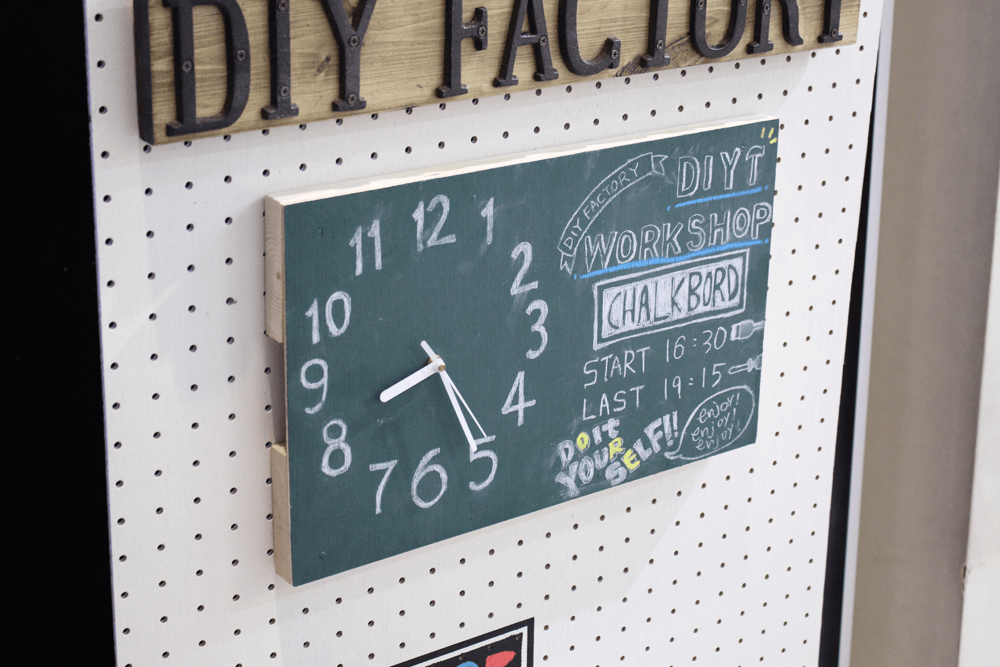 DIY FACTORY
12
1
2
3
4
5
6
7
8
9
10
11
DIY FACTORY
DIYT
WORKSHOP
CHALKBORD
START 16:30
LAST 19:15
DO IT
YOUR
SELF!!
enjoy!
enjoy!
enjoy!